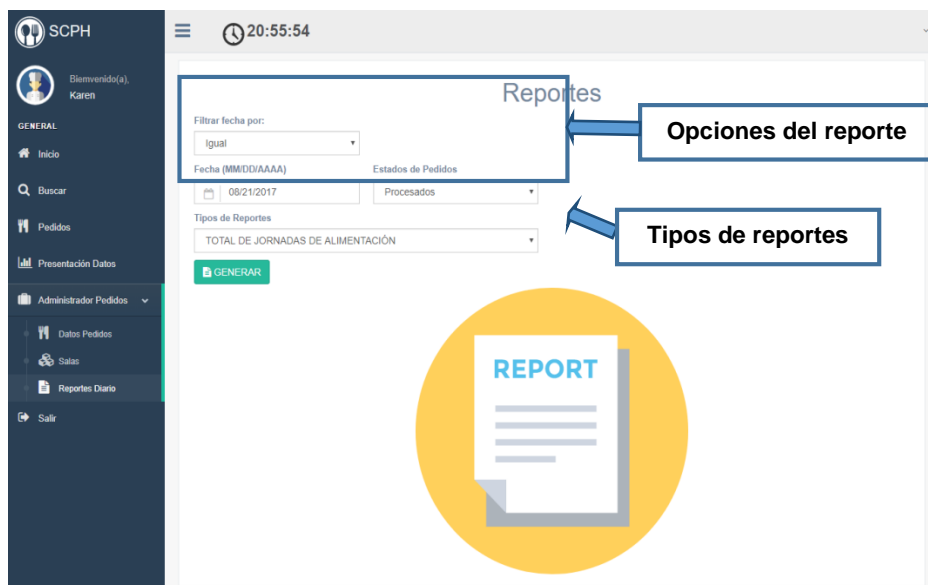 SCPH
20:55:54
Bienvenido(a),
Karen
GENERAL
Inicio
Buscar
Pedidos
Presentación Datos
Administrador Pedidos
Datos Pedidos
Salas
Reportes Diario
Salir
Reportes
Filtrar fecha por:
Igual
Fecha (MM/DD/AAAA)
Estados de Pedidos
08/21/2017
Procesados
Tipos de Reportes
TOTAL DE JORNADAS DE ALIMENTACIÓN
GENERAR
Opciones del reporte
Tipos de reportes
REPORT